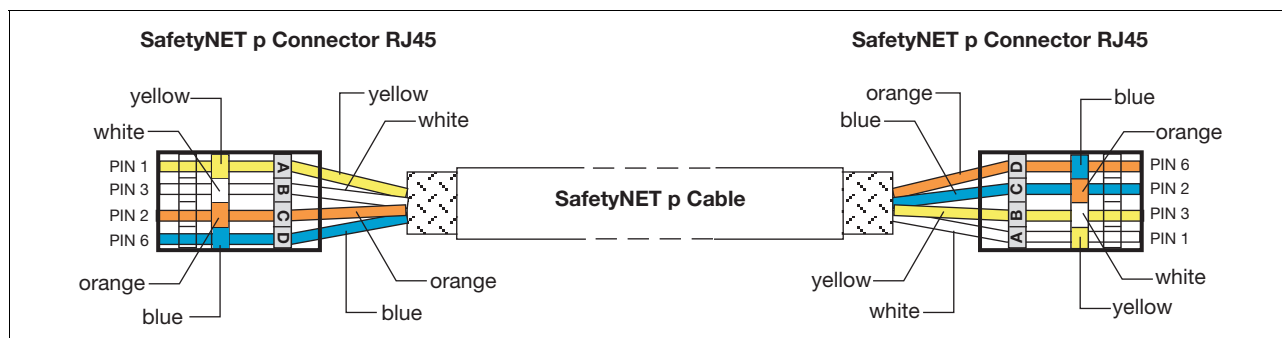 SafetyNET p Connector RJ45
SafetyNET p Connector RJ45
yellow
yellow
white
white
PIN 1
PIN 3
PIN 2
PIN 6
A
B
C
D
orange
blue
orange
blue
SafetyNET p Cable
orange
blue
blue
orange
D
C
B
A
PIN 6
PIN 2
PIN 3
PIN 1
yellow
white
white
yellow